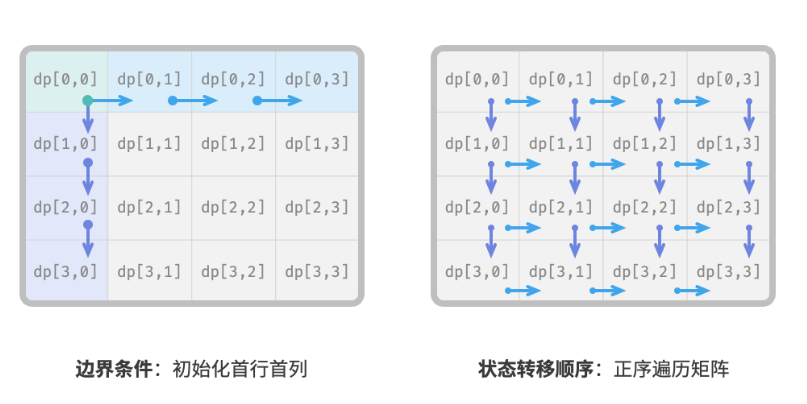 dp[0,0] dp[0,1] dp[0,2] dp[0,3]
dp[1,0] dp[1,1] dp[1,2] dp[1,3]
dp[2,0] dp[2,1] dp[2,2] dp[2,3]
dp[3,0] dp[3,1] dp[3,2] dp[3,3]
边界条件：初始化首行首列
dp[0,0] dp[0,1] dp[0,2] dp[0,3]
dp[1,0] dp[1,1] dp[1,2] dp[1,3]
dp[2,0] dp[2,1] dp[2,2] dp[2,3]
dp[3,0] dp[3,1] dp[3,2] dp[3,3]
状态转移顺序：正序遍历矩阵